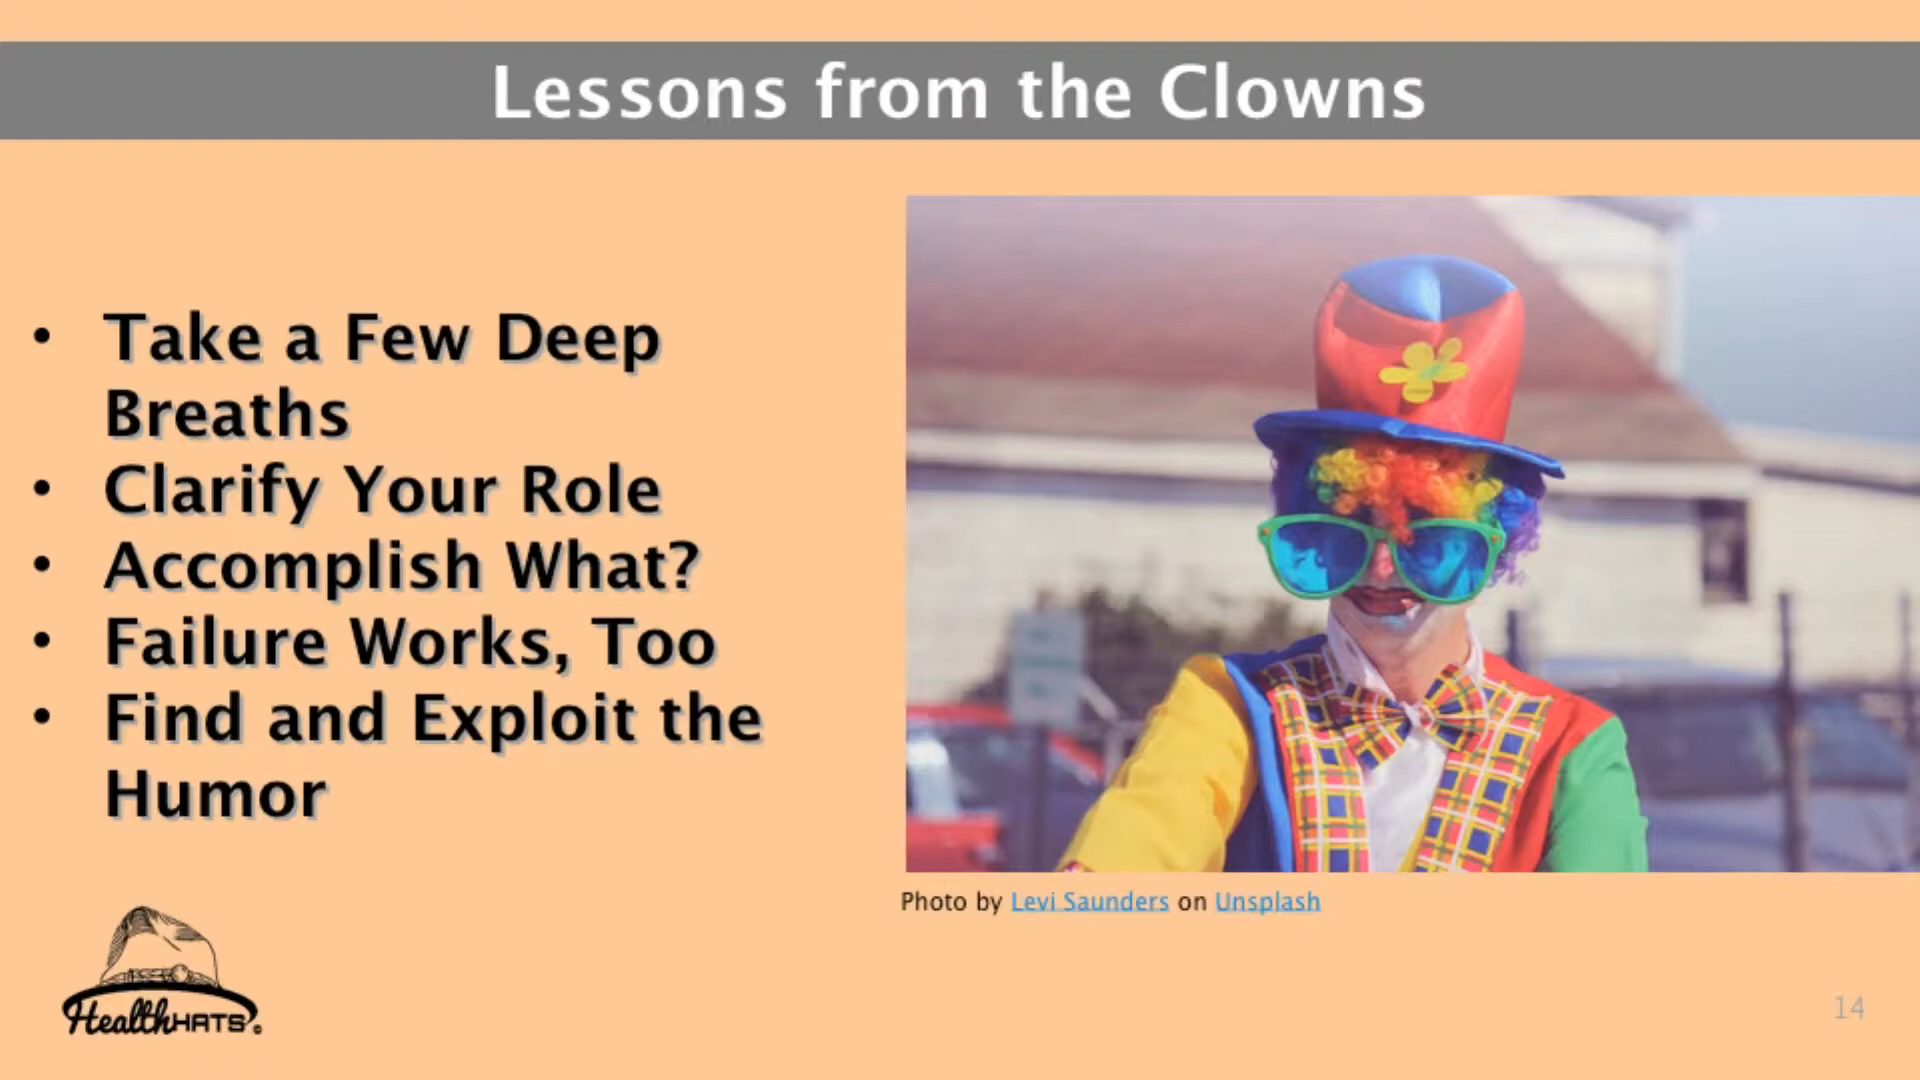 Lessons from the Clowns
• Take a Few Deep
Breaths
• Clarify Your Role
• Accomplish What?
• Failure Works, Too
• Find and Exploit the
Humor
Photo by Levi Saunders on Unsplash
HealthHATS
14